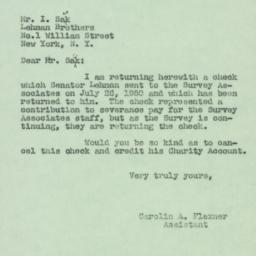 Mr. I. Sak
Lehman Brothers
No.1 William Street
New York, N. Y.
Dear Mr. Sak:
I am returning herewith a check
which Senator Lehman sent to the Survey As-
sociates on July 28, 1950 and which has been
returned to him. The check represented a
contribution to severance pay for the Survey
Associates staff, but as the Survey is con-
tinuing, they are returning the check.
Would you be so kind as to can-
cel this check and credit his Charity Account.
Very truly yours,
Carolin A. Flexner
Assistant